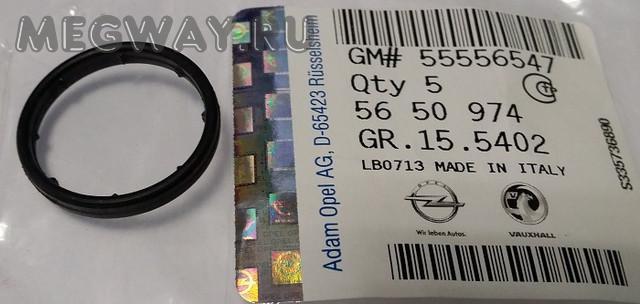 MEGWAY.RU
Adam Opel AG, D-65423 Rüsselsheim
GM# 55556547
Qty 5
56 50 974
GR.15.5402
LB0713 MADE IN ITALY
Wir leben Autos.
VAUXHALL
S335736890